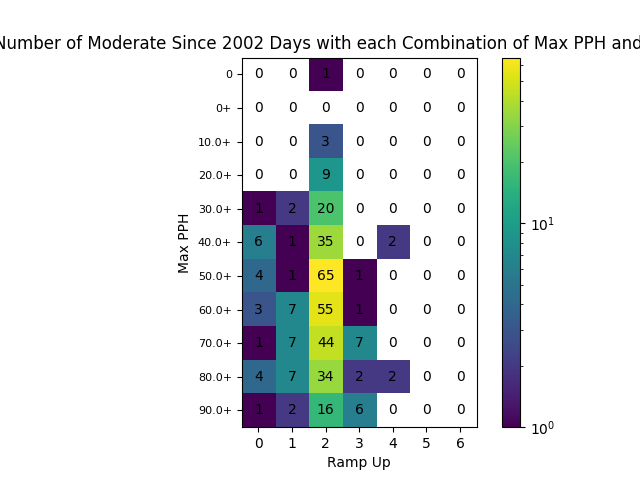 Number of Moderate Since 2002 Days with each Combination of Max PPH and
0 0 0 1 0 0 0 0
0+ 0 0 0 0 0 0 0
10.0+ 0 0 3 0 0 0 0
20.0+ 0 0 9 0 0 0 0
30.0+ 1 2 20 0 0 0 0
40.0+ 6 1 35 0 2 0 0
50.0+ 4 1 65 1 0 0 0
60.0+ 3 7 55 1 0 0 0
70.0+ 1 7 44 7 0 0 0
80.0+ 4 7 34 2 2 0 0
90.0+ 1 2 16 6 0 0 0
0 1 2 3 4 5 6
Ramp Up
Max PPH
10¹
10⁰